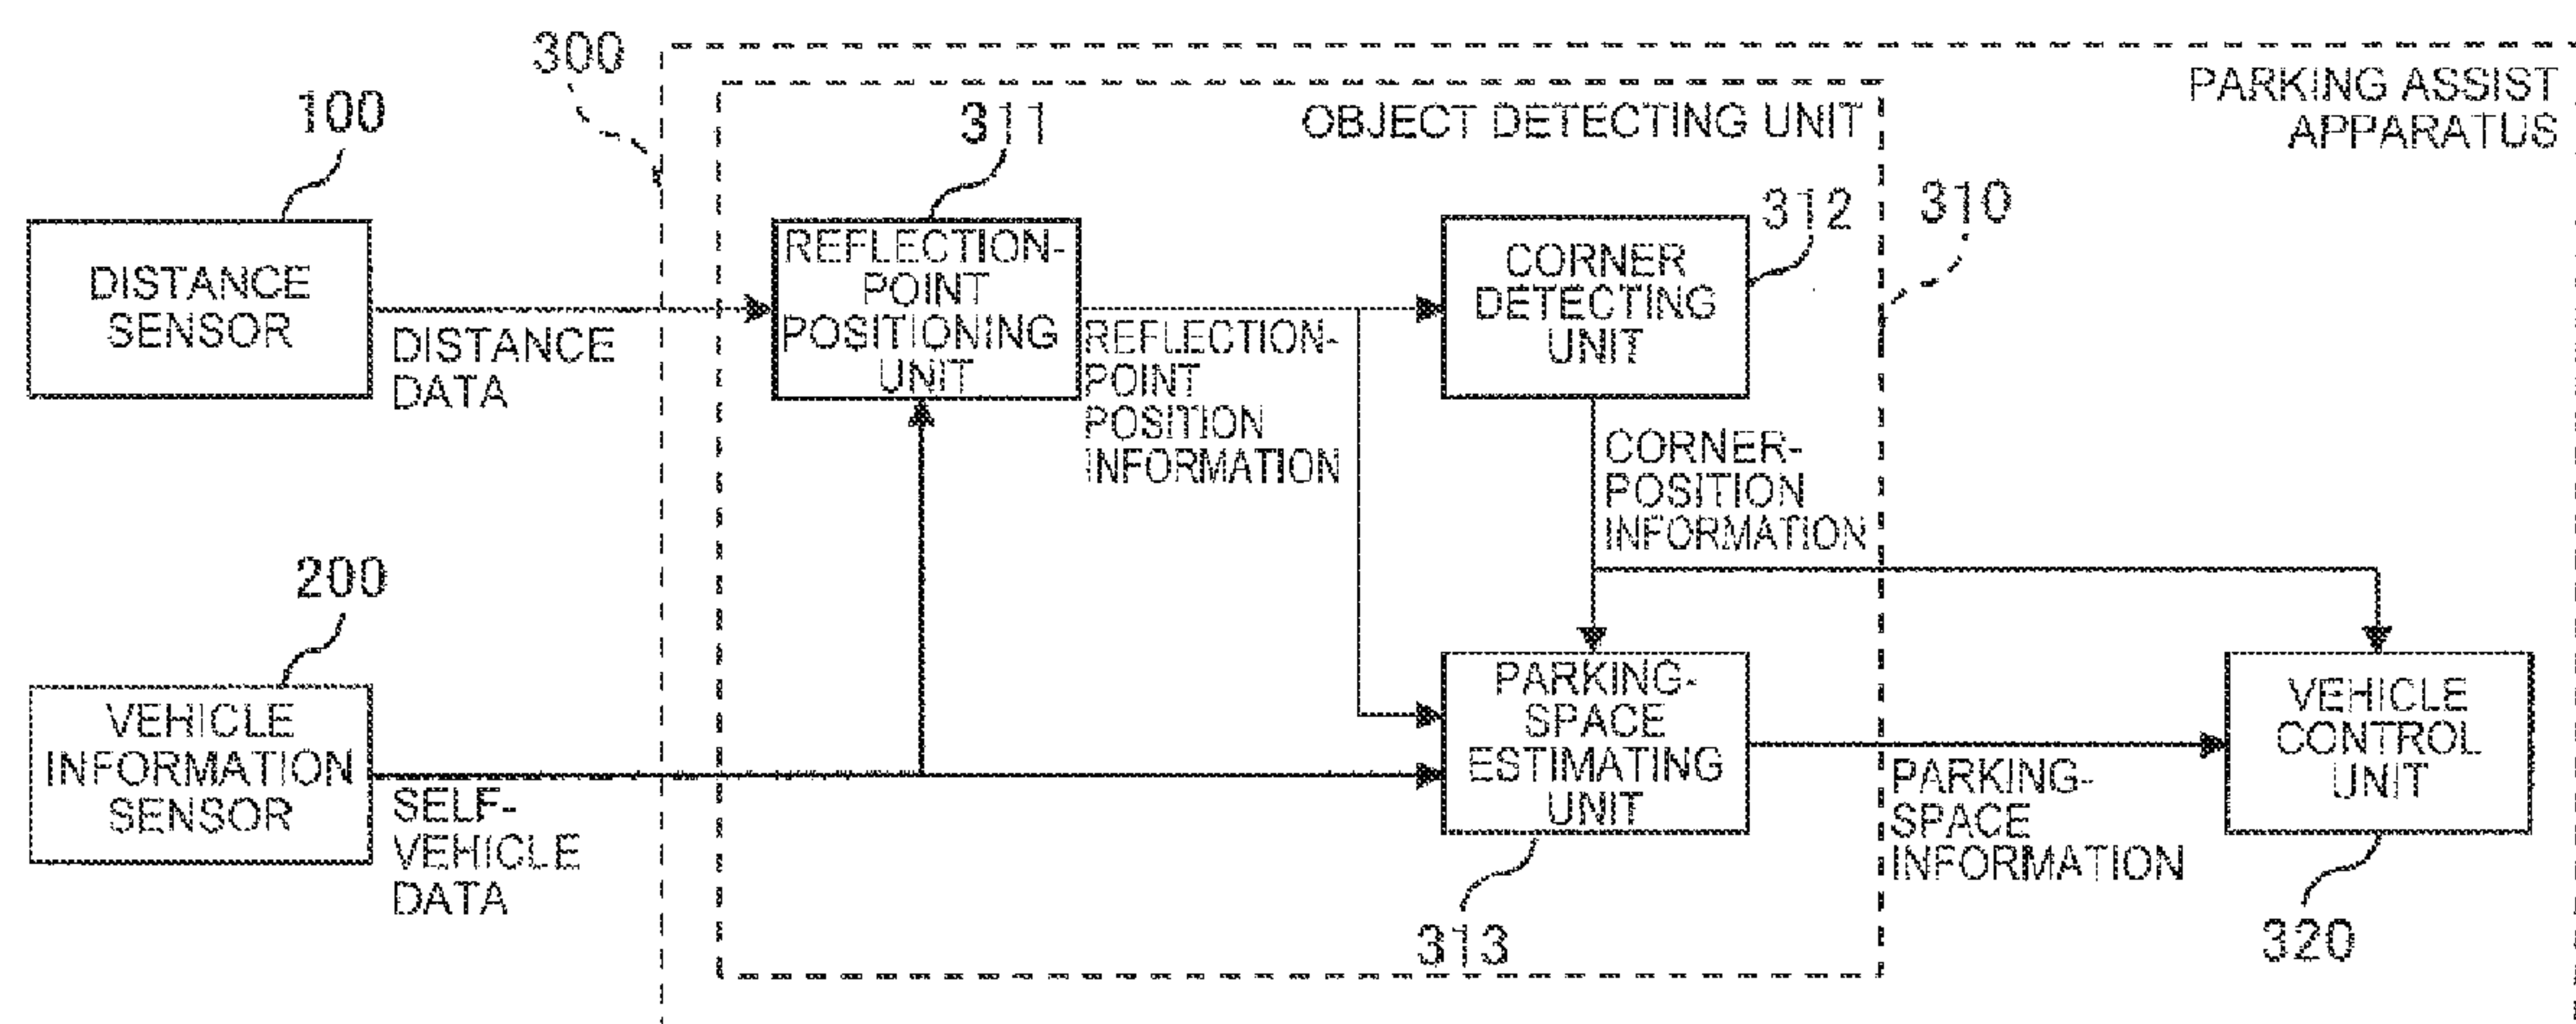 300
PARKING ASSIST
APPARATUS
100
311
OBJECT DETECTING UNIT
312
310
DISTANCE
SENSOR
DISTANCE
DATA
REFLECTION-
POINT
POSITIONING
UNIT
REFLECTION-
POINT
POSITION
INFORMATION
CORNER
DETECTING
UNIT
CORNER-
POSITION
INFORMATION
200
VEHICLE
INFORMATION
SENSOR
SELF-
VEHICLE
DATA
PARKING-
SPACE
ESTIMATING
UNIT
313
PARKING-
SPACE
INFORMATION
VEHICLE
CONTROL
UNIT
320